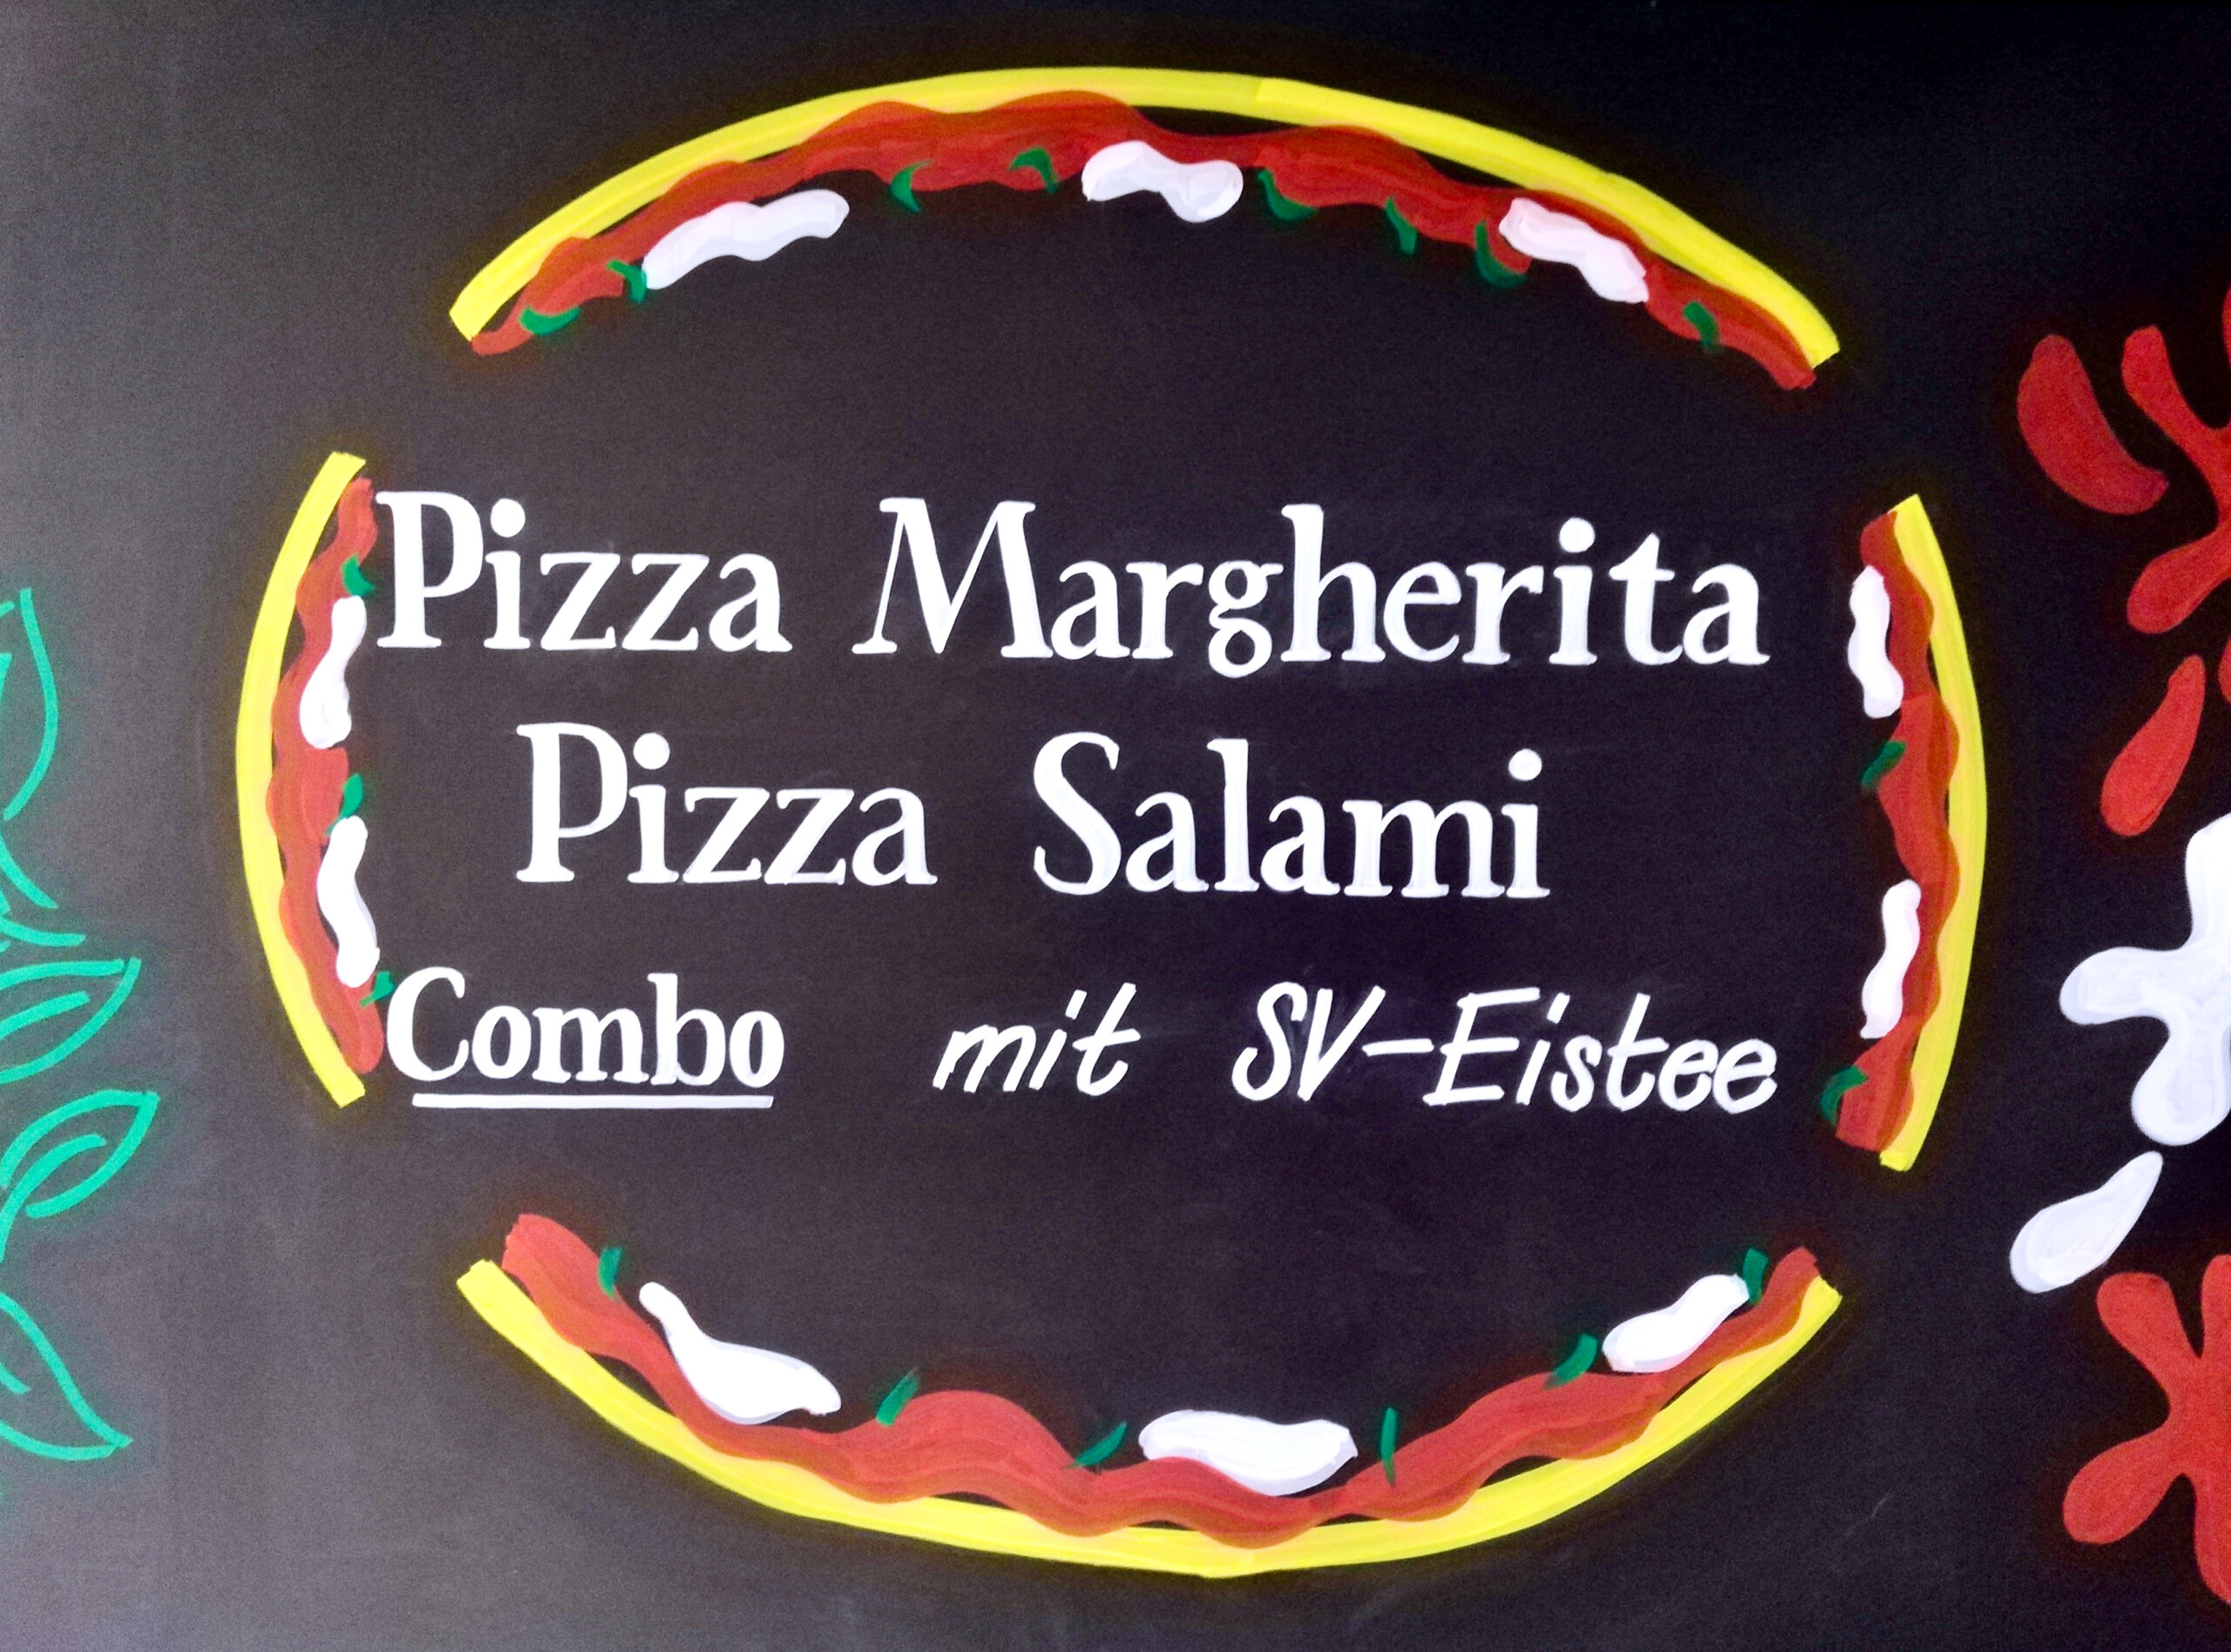 Pizza Margherita
Pizza Salami
Combo mit SV-Eistee